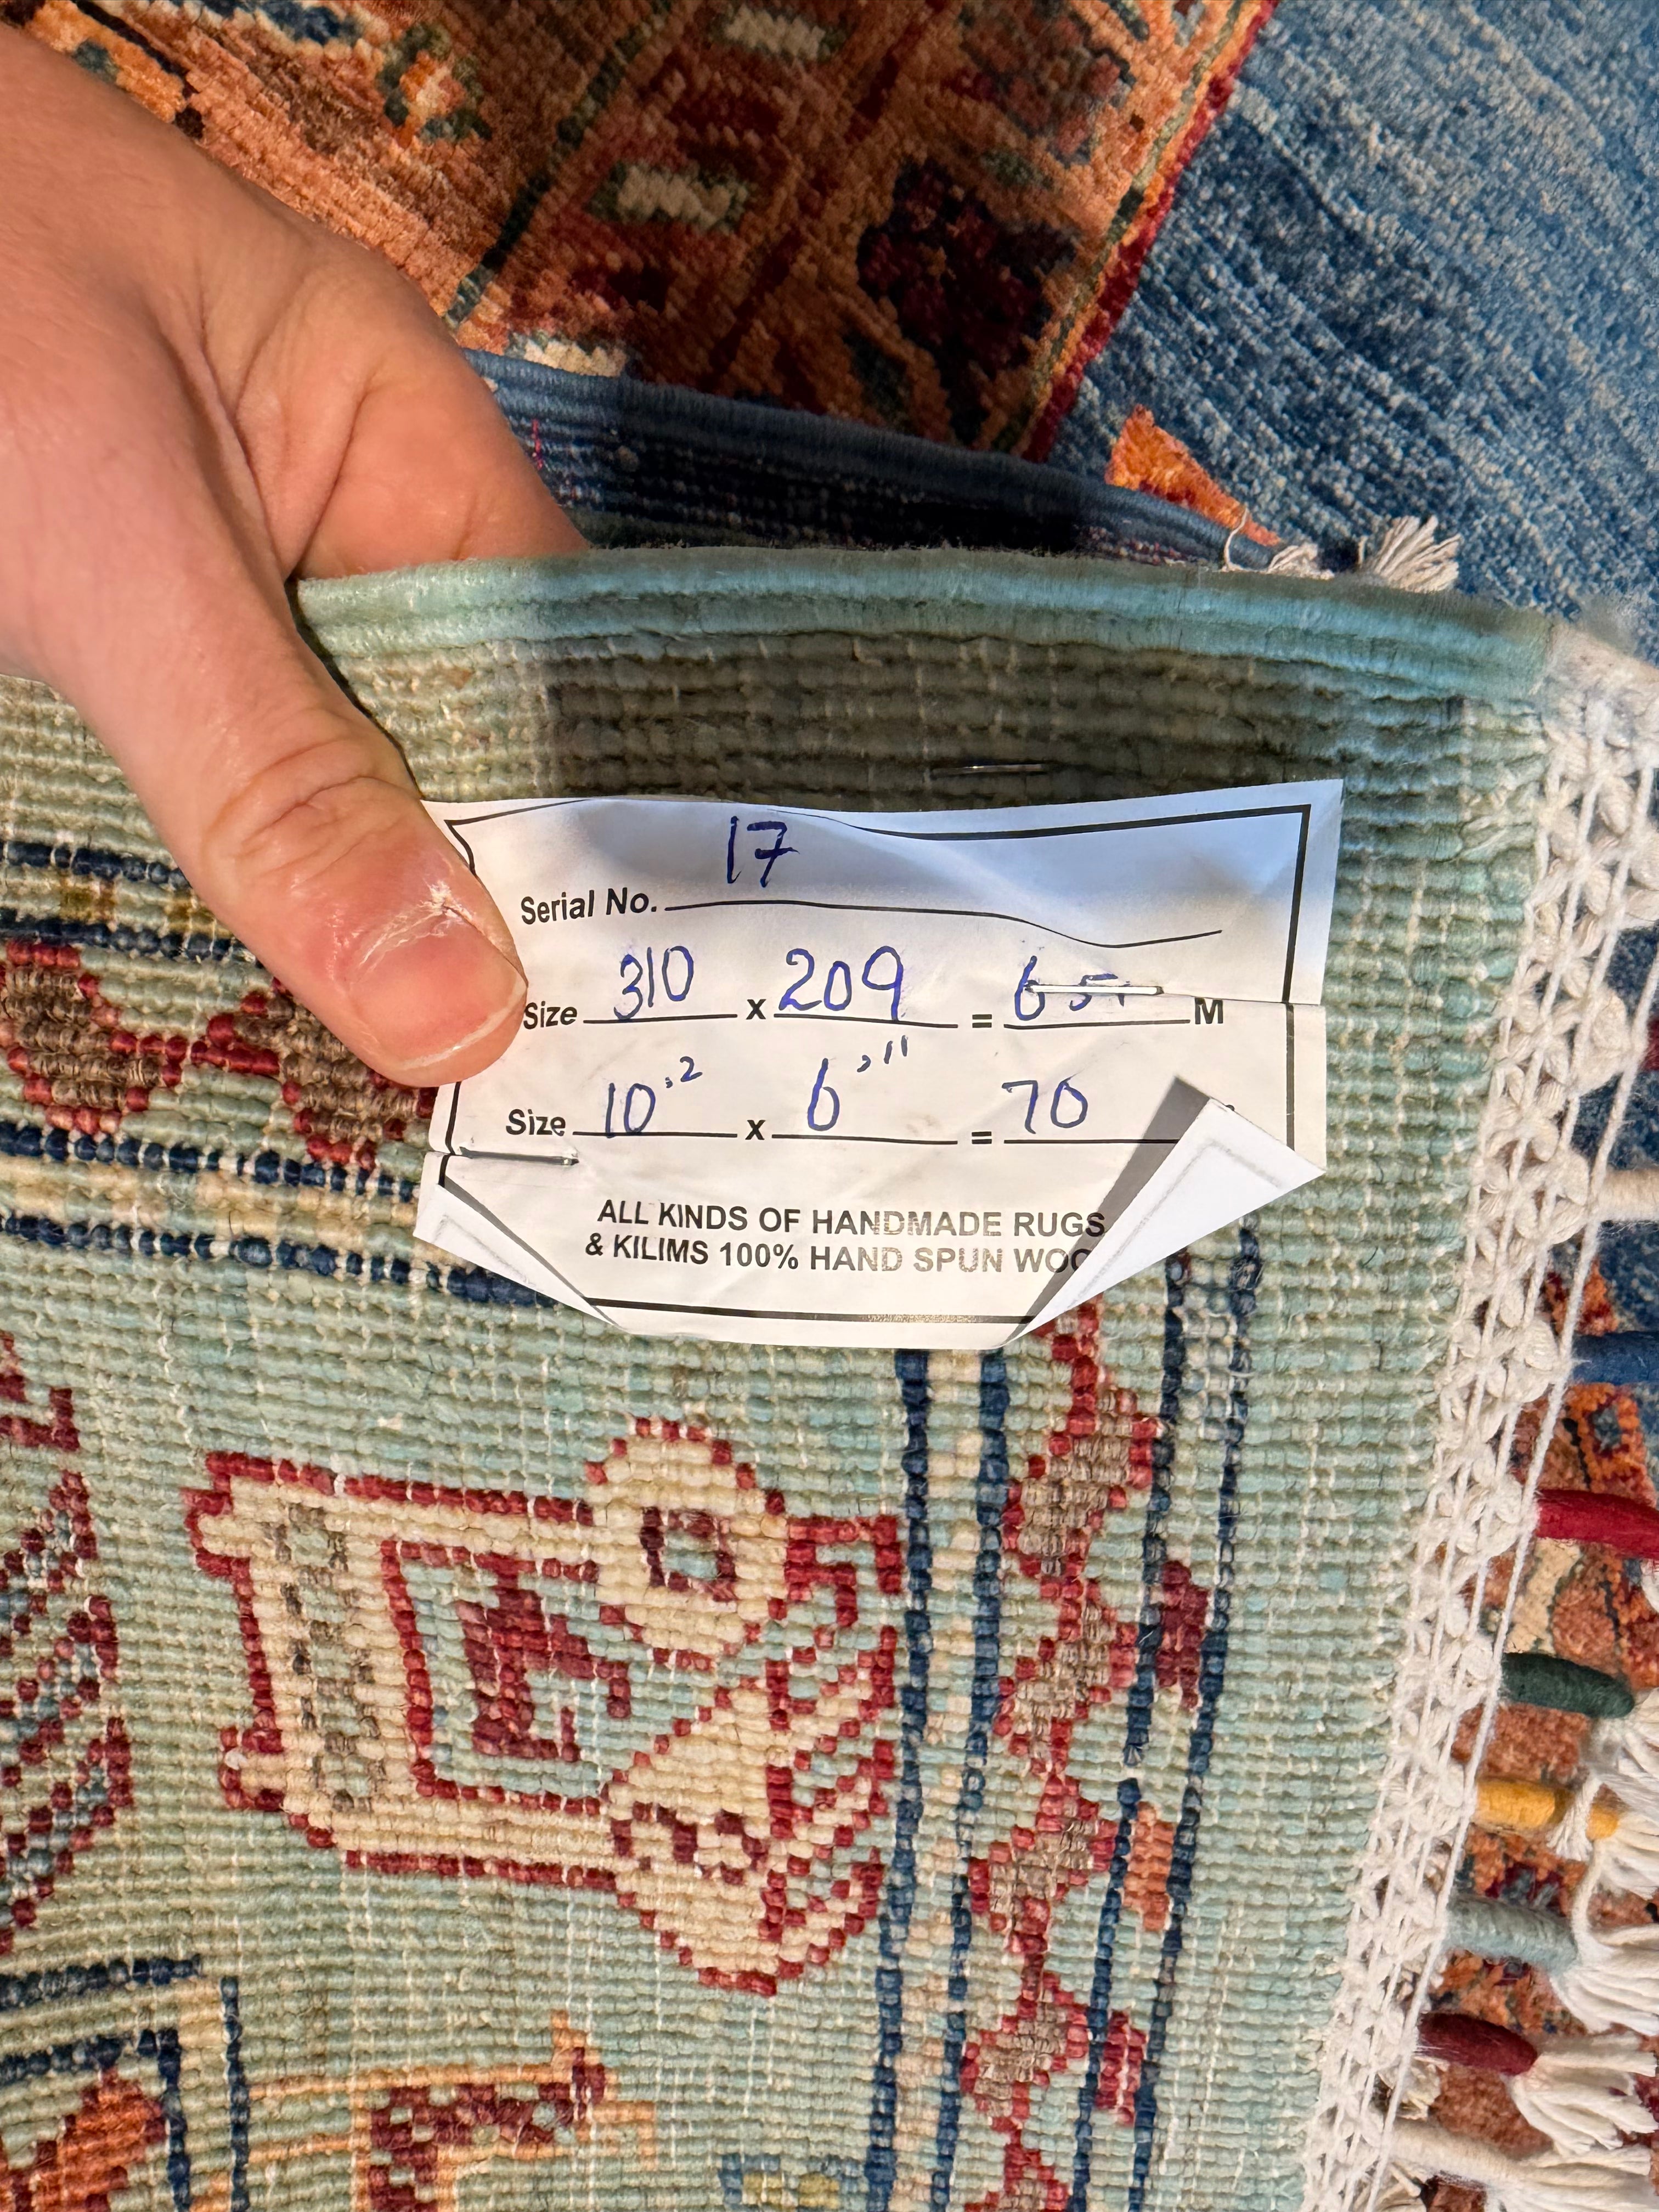 17
Serial No.
Size 310 x 209 = 6 M
Size 10,2 x 6,11 = 70
ALL KINDS OF HANDMADE RUGS
& KILIMS 100% HAND SPUN